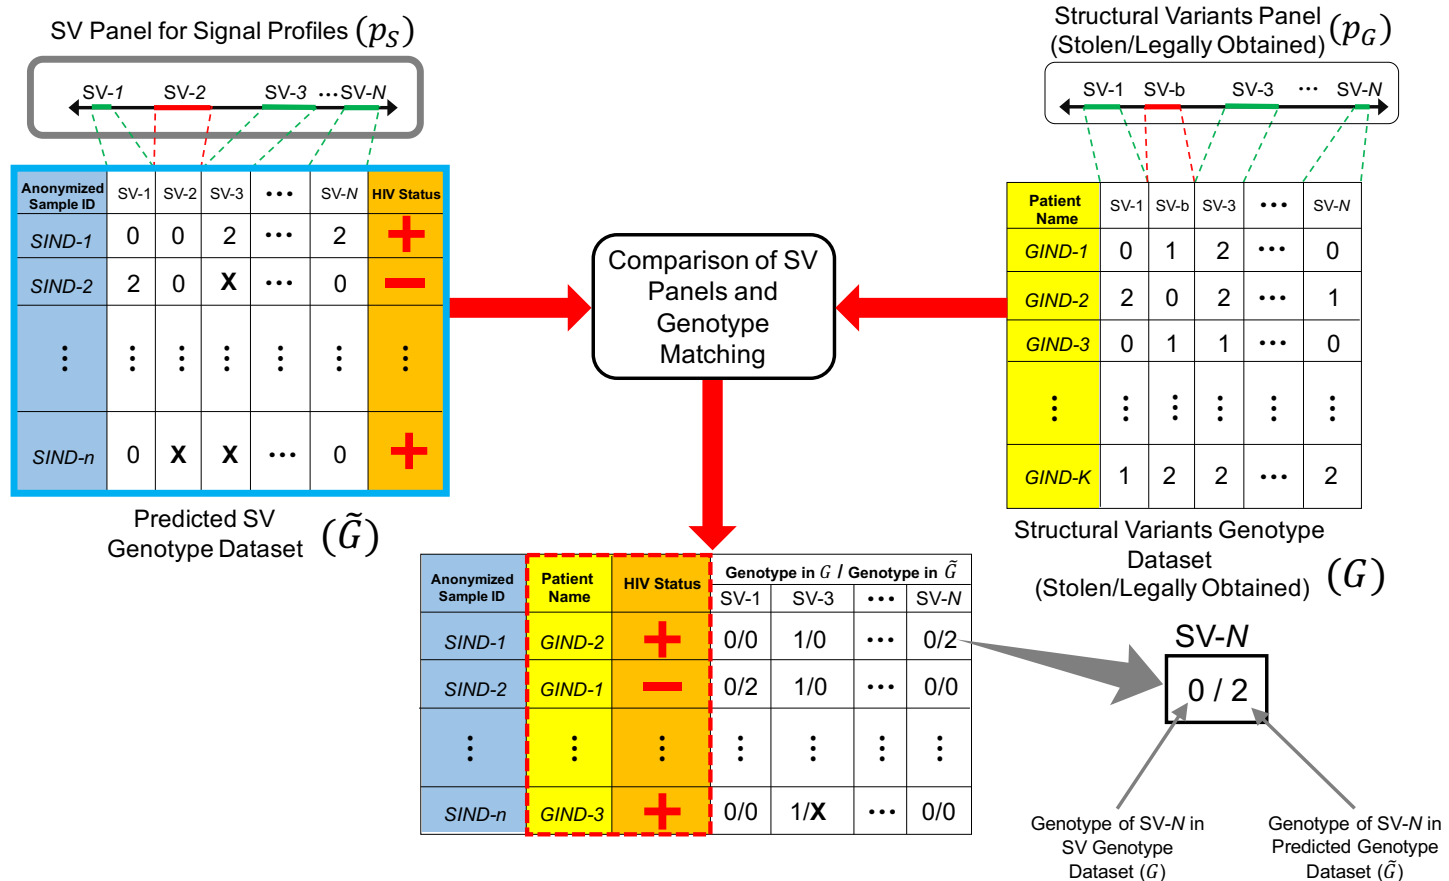 SV Panel for Signal Profiles (p_S)
SV-1 SV-2 SV-3 ••• SV-N
Anonymized Sample ID SV-1 SV-2 SV-3 ••• SV-N HIV Status
SIND-1 0 0 2 ••• 2 +
SIND-2 2 0 X ••• 0 −
⋮ ⋮ ⋮ ⋮ ⋮ ⋮
SIND-n 0 X X ••• 0 +
Predicted SV
Genotype Dataset (G̃)
Structural Variants Panel
(Stolen/Legally Obtained) (p_G)
SV-1 SV-b SV-3 ••• SV-N
Patient Name SV-1 SV-b SV-3 ••• SV-N
GIND-1 0 1 2 ••• 0
GIND-2 2 0 2 ••• 1
GIND-3 0 1 1 ••• 0
⋮ ⋮ ⋮ ⋮ ⋮ ⋮
GIND-K 1 2 2 ••• 2
Structural Variants Genotype
Dataset
(Stolen/Legally Obtained) (G)
Comparison of SV
Panels and
Genotype
Matching
Anonymized Sample ID Patient Name HIV Status Genotype in G / Genotype in G̃
SV-1 SV-3 ••• SV-N
SIND-1 GIND-2 + 0/0 1/0 ••• 0/2
SIND-2 GIND-1 − 0/2 1/0 ••• 0/0
⋮ ⋮ ⋮ ⋮ ⋮ ⋮ ⋮
SIND-n GIND-3 + 0/0 1/X ••• 0/0
SV-N
0 / 2
Genotype of SV-N in
SV Genotype
Dataset (G)
Genotype of SV-N in
Predicted Genotype
Dataset (G̃)